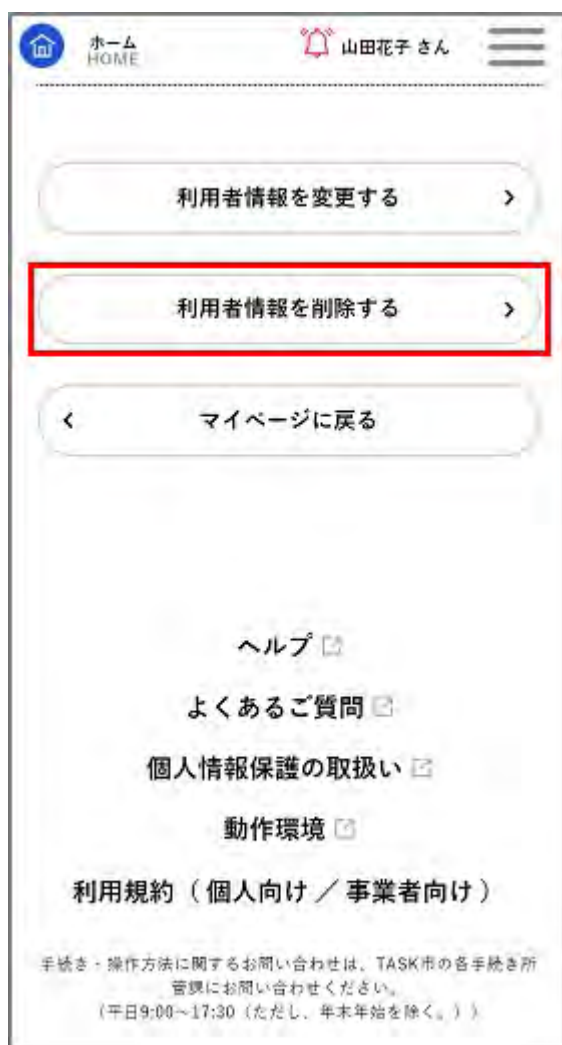 ホーム
HOME
山田花子 さん
利用者情報を変更する
利用者情報を削除する
マイページに戻る
ヘルプ
よくあるご質問
個人情報保護の取扱い
動作環境
利用規約（ 個人向け ／ 事業者向け ）
手続き・操作方法に関するお問い合わせは、TASK市の各手続き所
管課にお問い合わせください。
（平日9:00～17:30（ただし、年末年始を除く。））